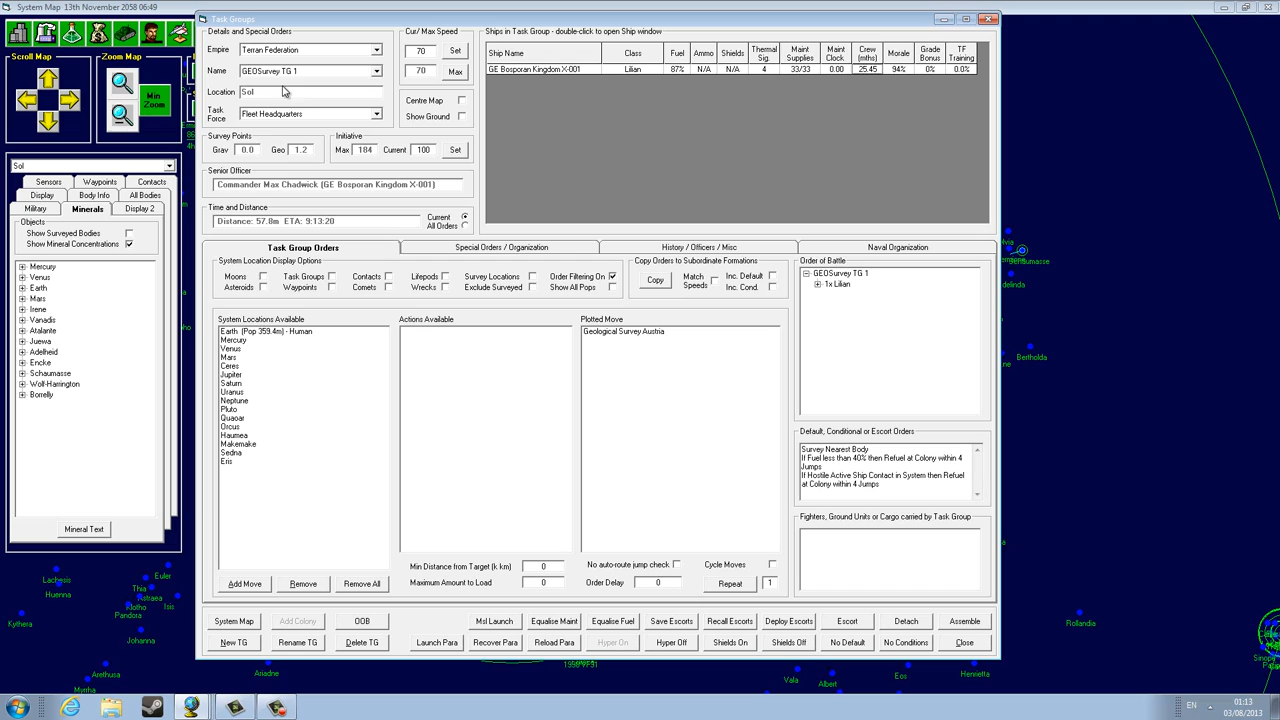 System Map 13th November 2058 06:49
Scroll Map
Zoom Map
Min
Zoom
Sol
Sensors
Waypoints
Contacts
Display
Body Info
All Bodies
Military
Minerals
Display 2
Objects
Show Surveyed Bodies
Show Mineral Concentrations
Mercury
Venus
Earth
Mars
Irene
Vanadis
Atalante
Juewa
Adelheid
Encke
Schaumasse
Wolf-Harrington
Borrelly
Mineral Text
Task Groups
Details and Special Orders
Empire
Terran Federation
Name
GEOSurvey TG 1
Location
Sol
Task
Force
Fleet Headquarters
Cur/ Max Speed
70
Set
70
Max
Centre Map
Show Ground
Survey Points
Grav
0.0
Geo
1.2
Initiative
Max
184
Current
100
Set
Senior Officer
Commander Max Chadwick (GE Bosporan Kingdom X-001)
Time and Distance
Distance: 57.8m ETA: 9:13:20
Current
All Orders
Ships in Task Group - double-click to open Ship window
Ship Name
Class
Fuel
Ammo
Shields
Thermal
Sig.
Maint
Supplies
Maint
Clock
Crew
(mths)
Morale
Grade
Bonus
TF
Training
GE Bosporan Kingdom X-001
Lilian
87%
N/A
N/A
4
33/33
0.00
25.45
94%
0%
0.0%
Task Group Orders
Special Orders / Organization
History / Officers / Misc
Naval Organization
System Location Display Options
Moons
Task Groups
Contacts
Lifepods
Survey Locations
Order Filtering On
Asteroids
Waypoints
Comets
Wrecks
Exclude Surveyed
Show All Pops
Copy Orders to Subordinate Formations
Copy
Match
Speeds
Inc. Default
Inc. Cond.
Order of Battle
GEOSurvey TG 1
1x Lilian
System Locations Available
Earth (Pop 359.4m) - Human
Mercury
Venus
Mars
Ceres
Jupiter
Saturn
Uranus
Neptune
Pluto
Quaoar
Orcus
Haumea
Makemake
Sedna
Eris
Actions Available
Plotted Move
Geological Survey Austria
Default, Conditional or Escort Orders
Survey Nearest Body
If Fuel less than 40% then Refuel at Colony within 4
Jumps
If Hostile Active Ship Contact in System then Refuel
at Colony within 4 Jumps
Fighters, Ground Units or Cargo carried by Task Group
Min Distance from Target (k km)
0
No auto-route jump check
Cycle Moves
Add Move
Remove
Remove All
Maximum Amount to Load
0
Order Delay
0
Repeat
1
System Map
Add Colony
OOB
Msl Launch
Equalise Maint
Equalise Fuel
Save Escorts
Recall Escorts
Deploy Escorts
Escort
Detach
Assemble
New TG
Rename TG
Delete TG
Launch Para
Recover Para
Reload Para
Hyper On
Hyper Off
Shields On
Shields Off
No Default
No Conditions
Close
Bertholda
Lachesis
Euler
Huenna
Thia
Klotho
Isis
Pandora
Kythera
Johanna
Arethusa
Myrrha
Ariadne
Vala
Albert
Eos
Henrietta
Rollandia
EN
01:13
03/08/2013